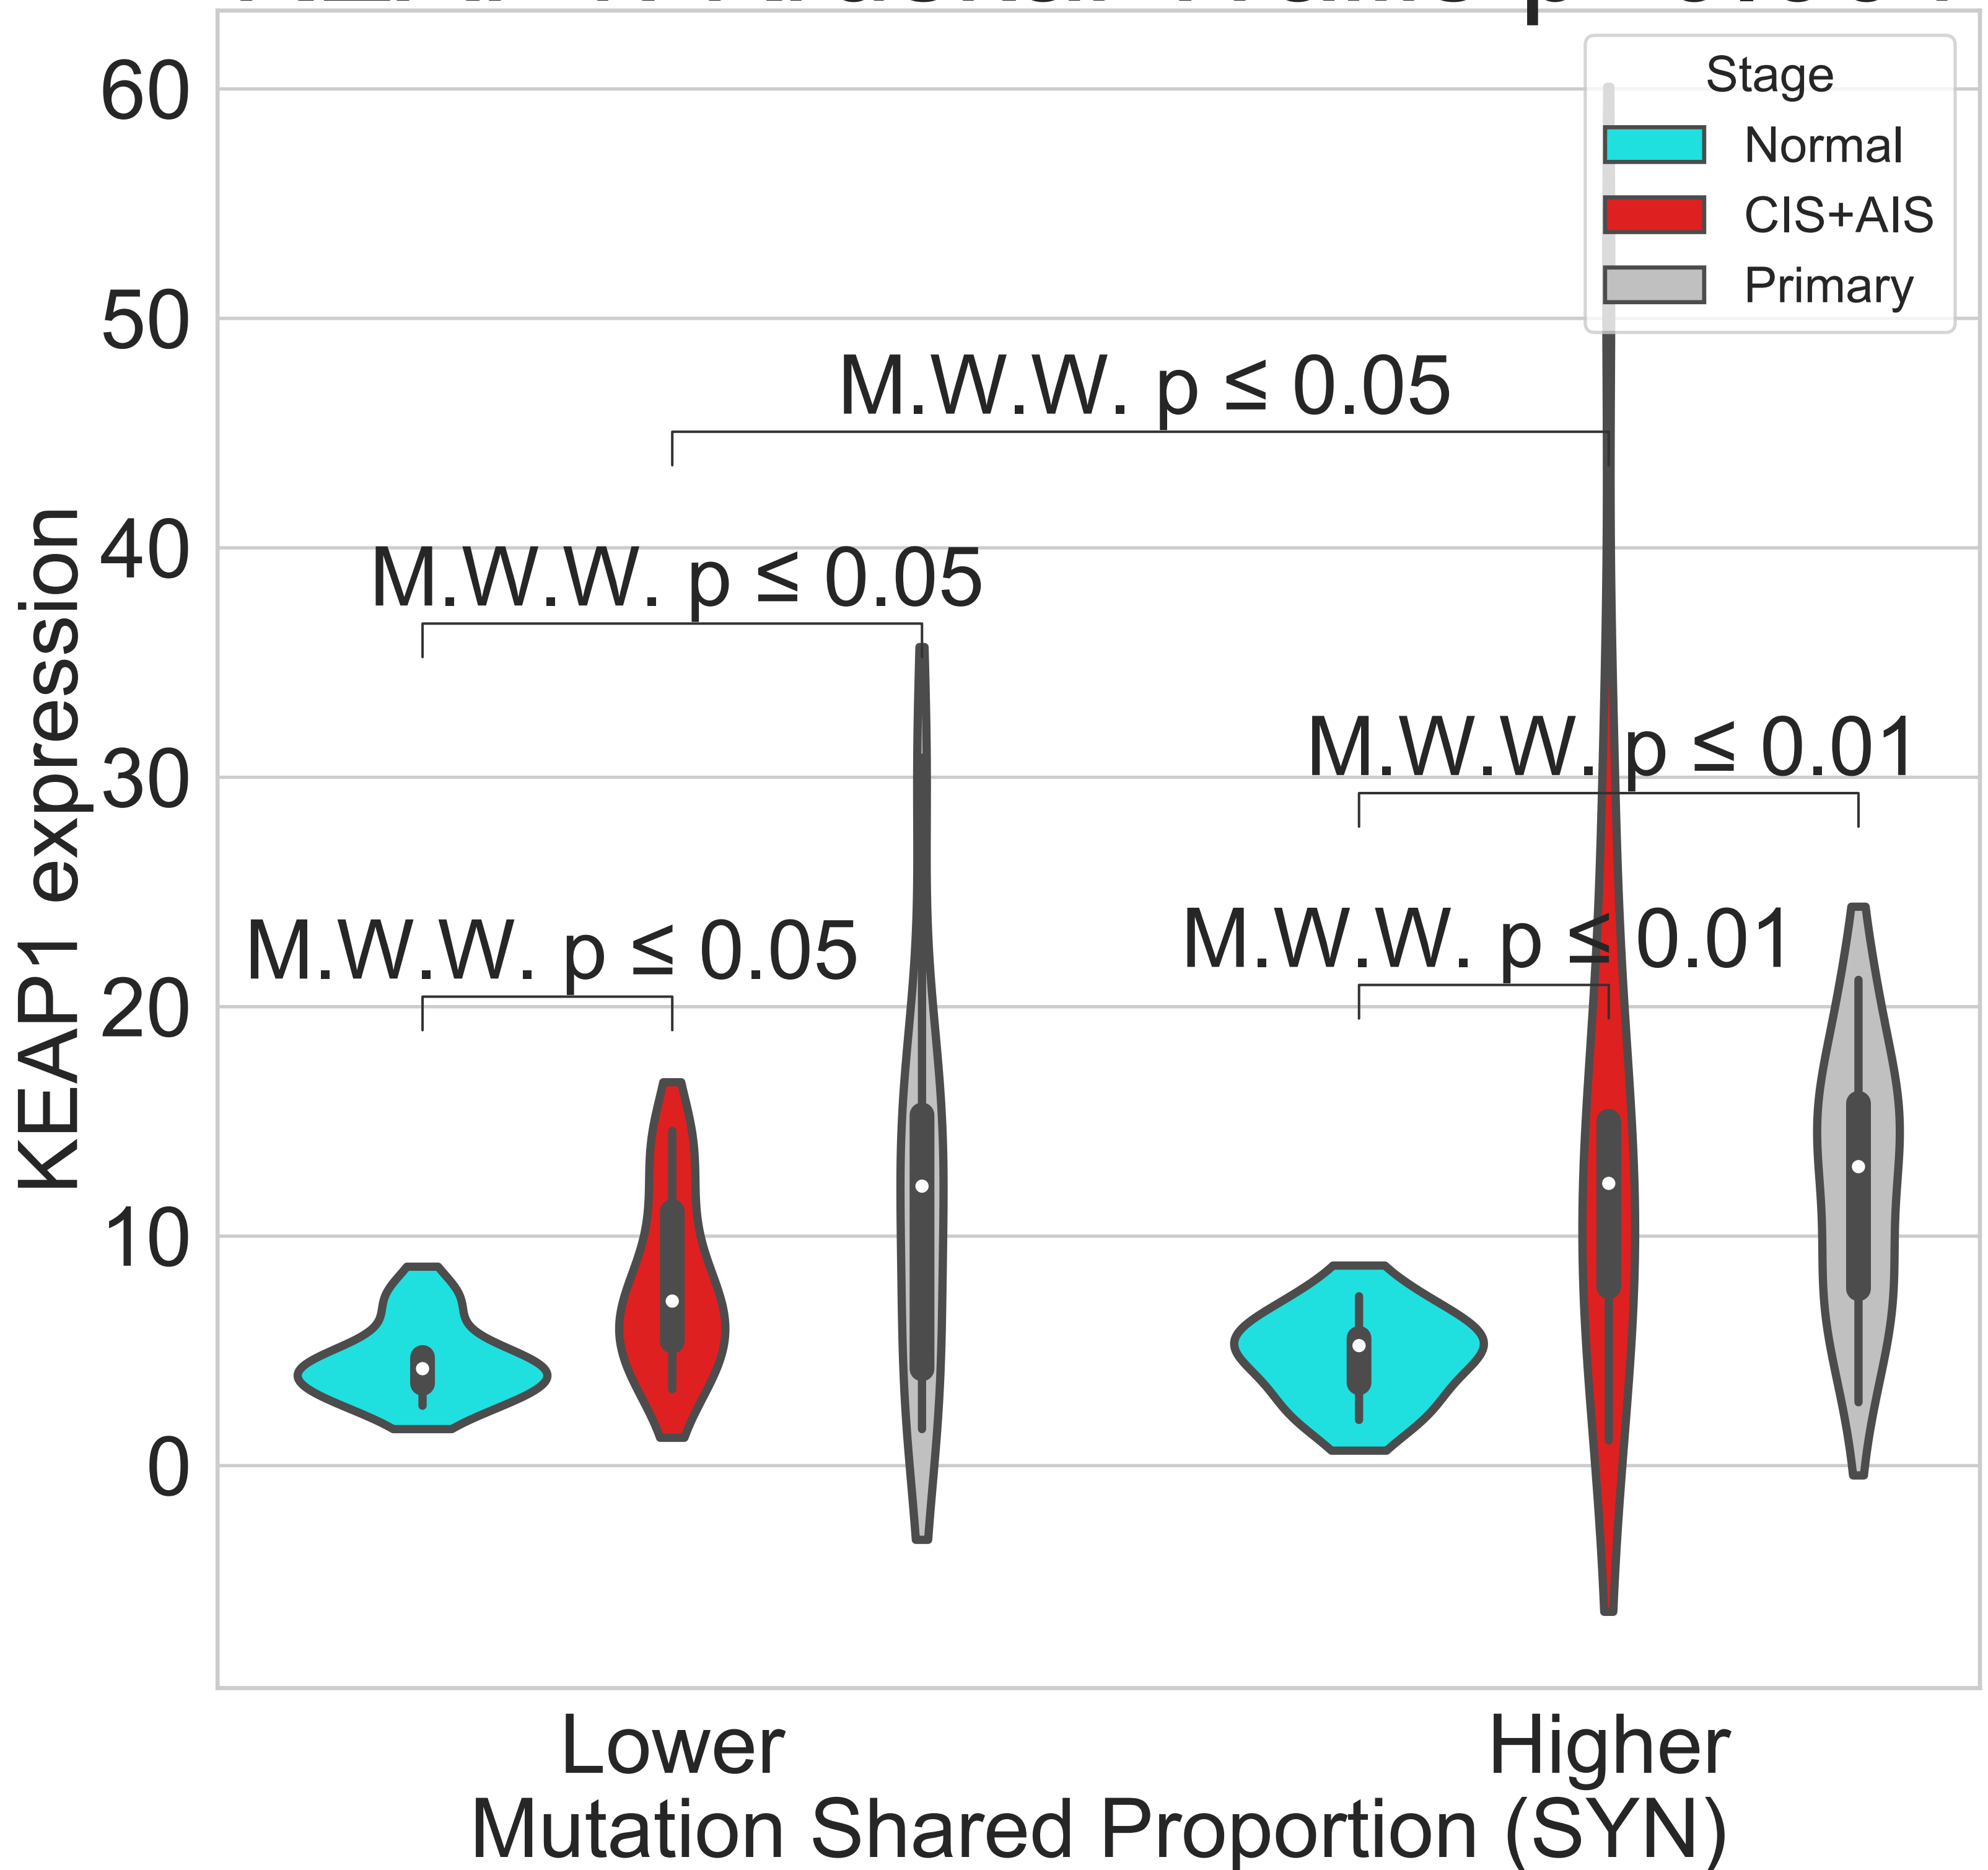 60
50
40
30
20
10
0
KEAP1 expression
Stage
Normal
CIS+AIS
Primary
M.W.W. p ≤ 0.05
M.W.W. p ≤ 0.05
M.W.W. p ≤ 0.01
M.W.W. p ≤ 0.05
M.W.W. p ≤ 0.01
Lower
Higher
Mutation Shared Proportion (SYN)